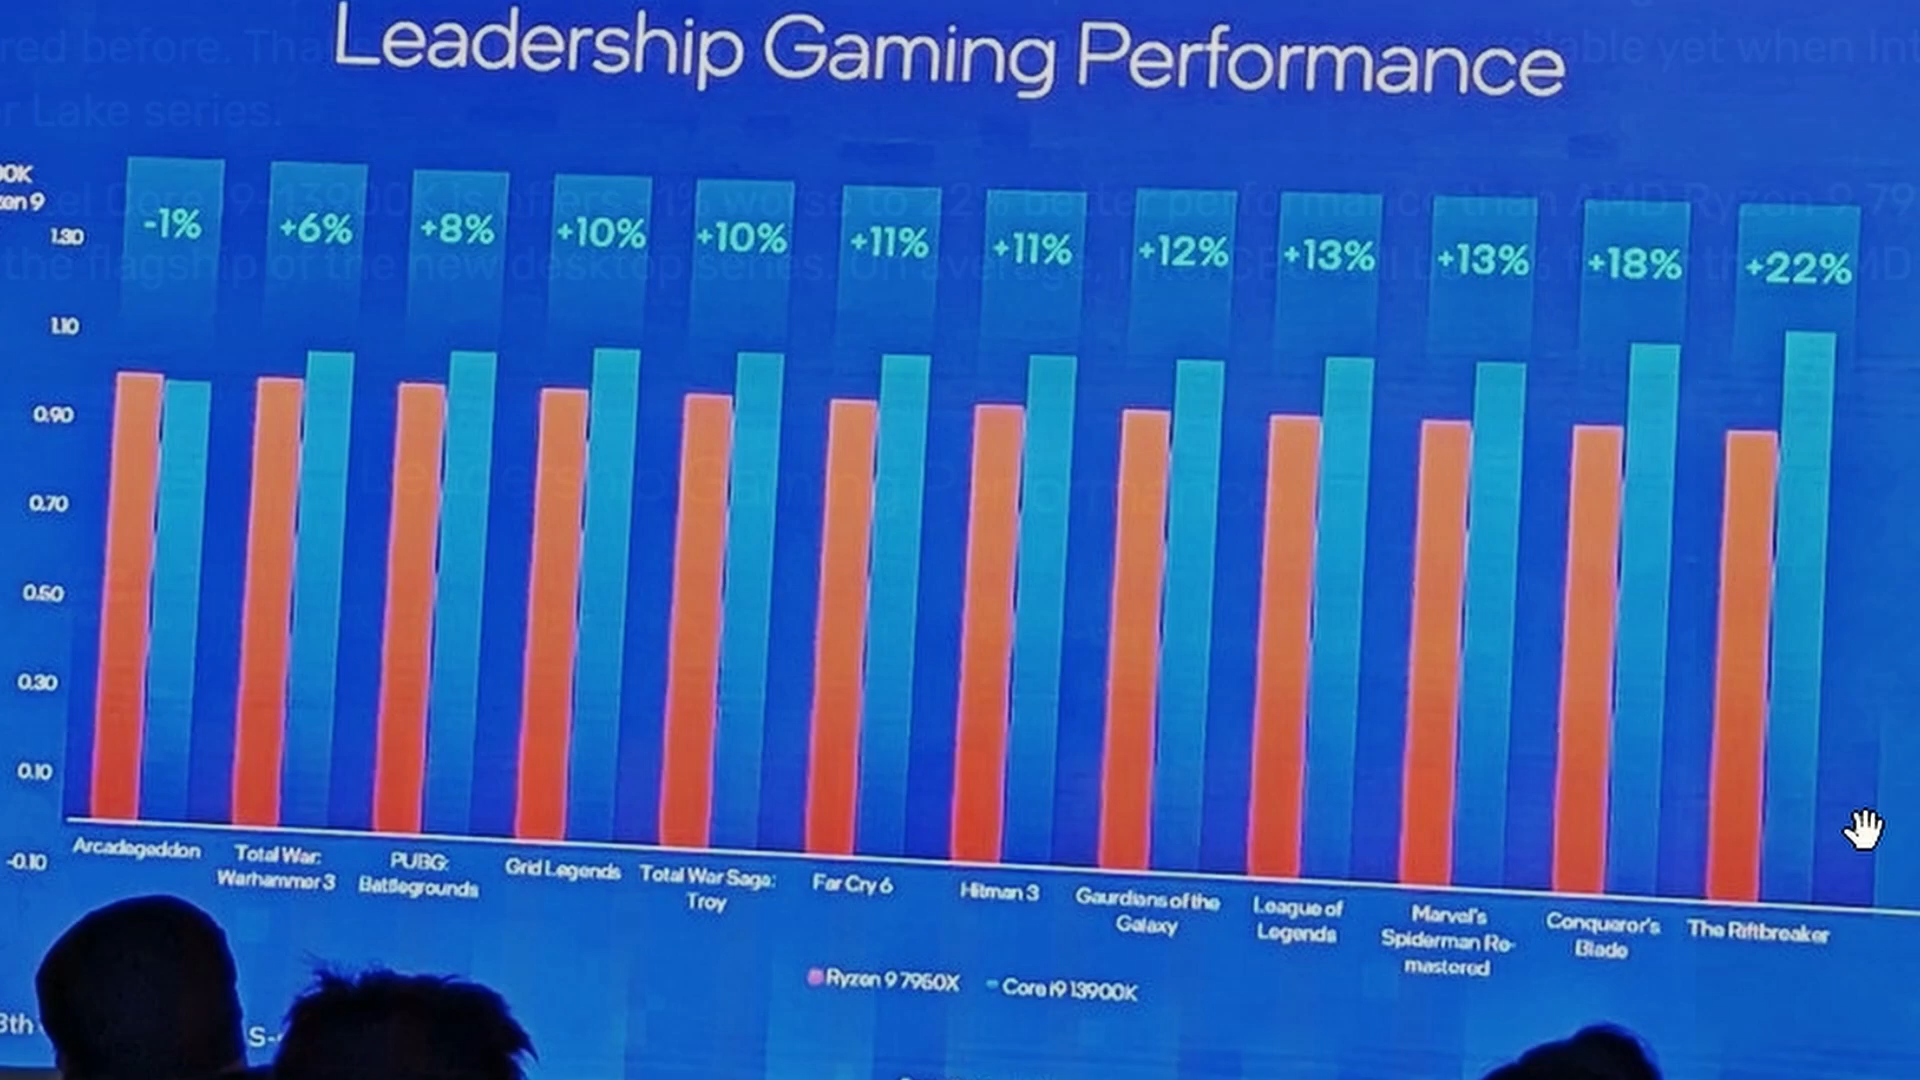 Leadership Gaming Performance
1.30
1.10
0.90
0.70
0.50
0.30
0.10
-0.10
-1%
+6%
+8%
+10%
+10%
+11%
+11%
+12%
+13%
+13%
+18%
+22%
Arcadegeddon
Total War:
Warhammer 3
PUBG:
Battlegrounds
Grid Legends
Total War Saga:
Troy
Far Cry 6
Hitman 3
Gaurdians of the
Galaxy
League of
Legends
Marvel's
Spiderman Re-
mastered
Conqueror's
Blade
The Riftbreaker
Ryzen 9 7950X
Core i9 13900K